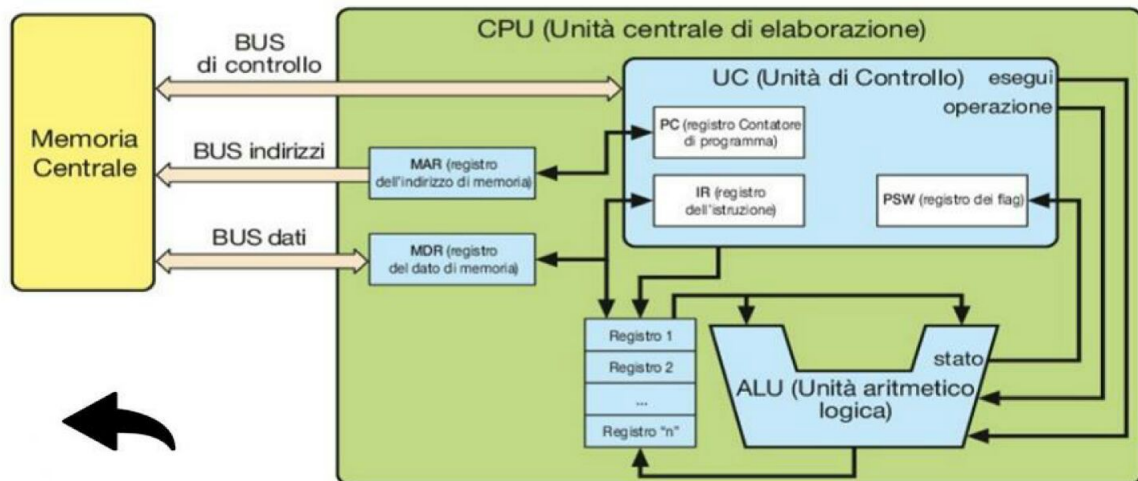 CPU (Unità centrale di elaborazione)
BUS
di controllo
UC (Unità di Controllo)
esegui
operazione
Memoria
Centrale
BUS indirizzi
MAR (registro
dell'indirizzo di memoria)
PC (registro Contatore
di programma)
IR (registro
dell'istruzione)
PSW (registro dei flag)
BUS dati
MDR (registro
del dato di memoria)
Registro 1
Registro 2
...
Registro "n"
stato
ALU (Unità aritmetico
logica)